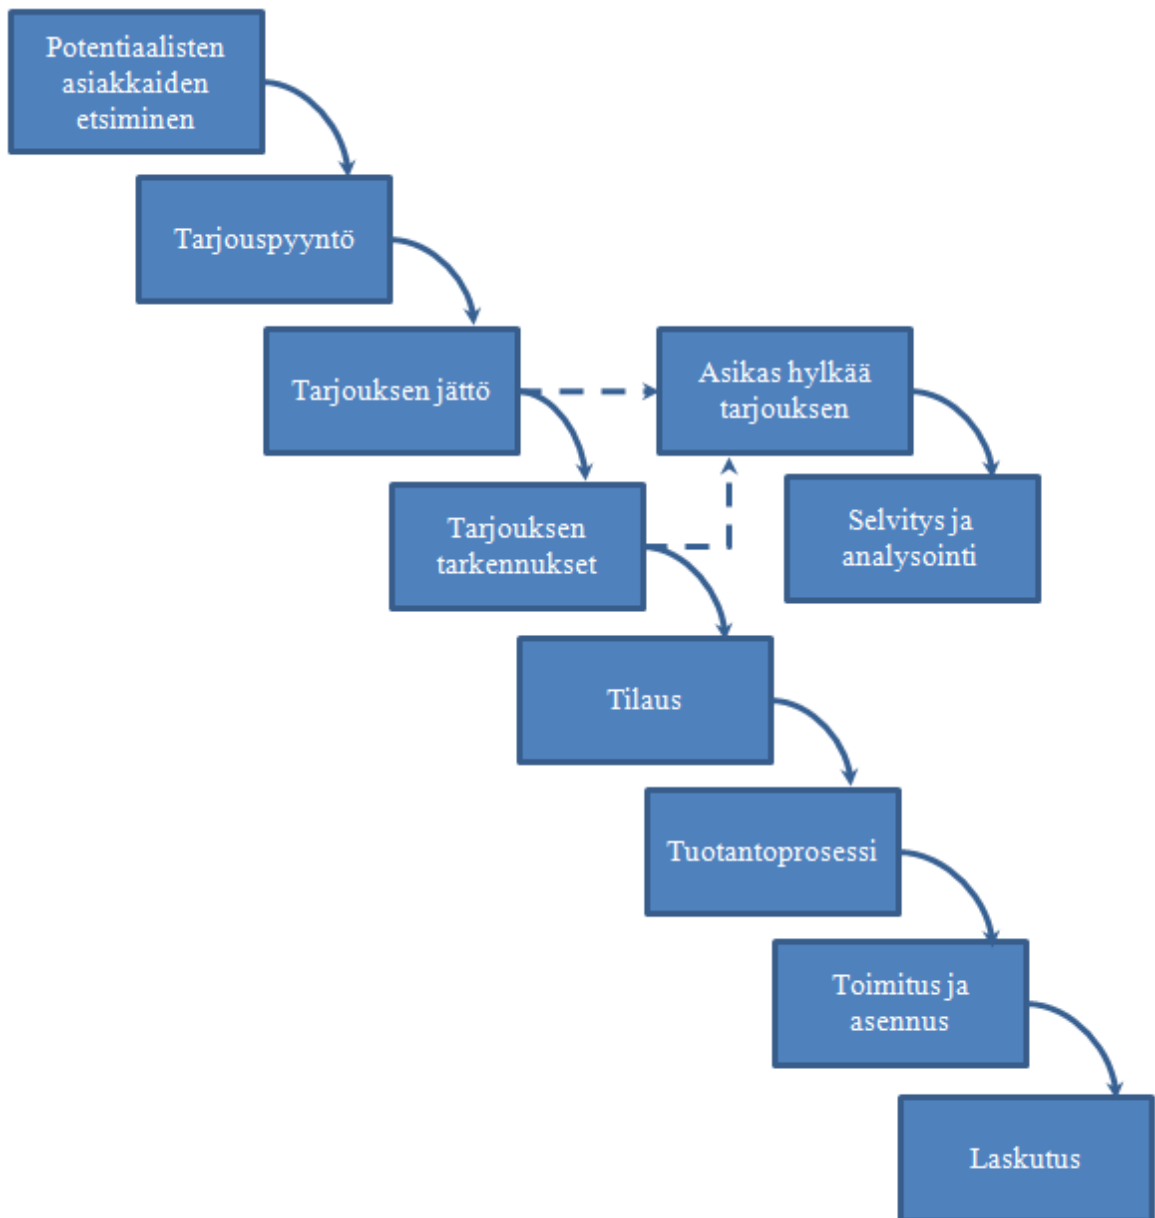 Potentiaalisten
asiakkaiden
etsiminen
Tarjouspyyntö
Tarjouksen jättö
Asikas hylkää
tarjouksen
Tarjouksen
tarkennukset
Selvitys ja
analysointi
Tilaus
Tuotantoprosessi
Toimitus ja
asennus
Laskutus